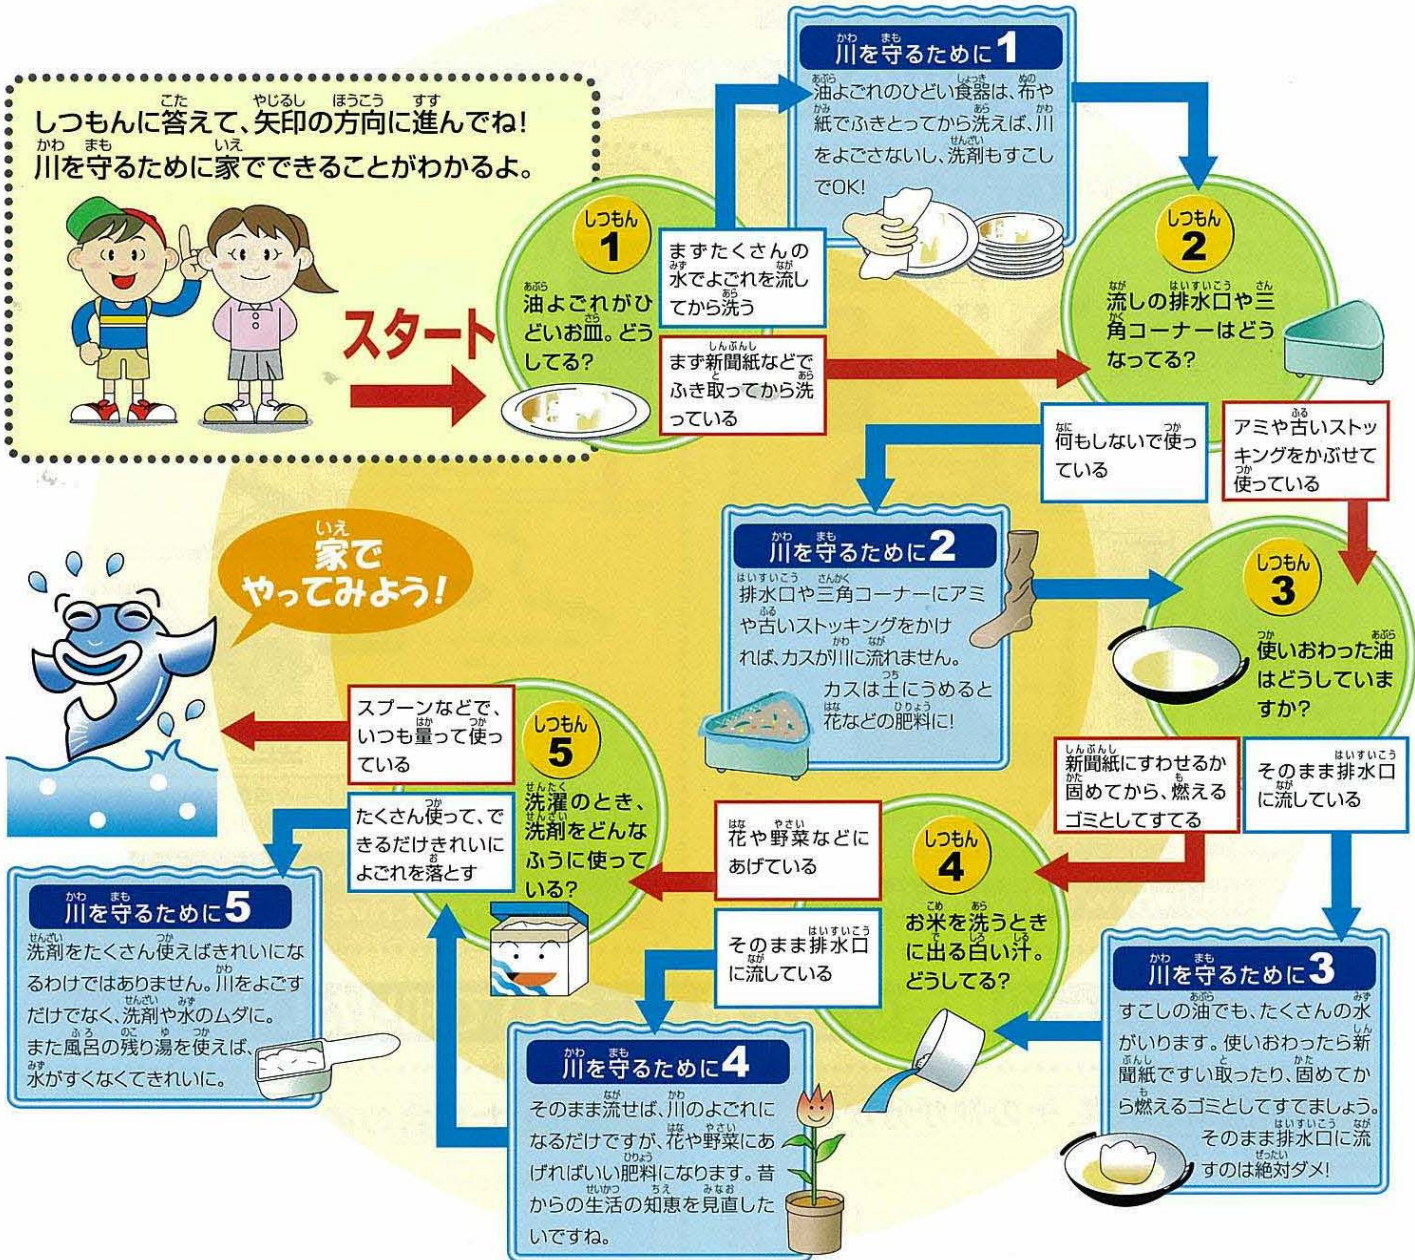 しつもんに答えて、矢印の方向に進んでね!
川を守るために家でできることがわかるよ。
スタート
しつもん
1
油よごれがひ
どいお皿。どう
してる?
まずたくさんの
水でよごれを流し
てから洗う
まず新聞紙などで
ふき取ってから洗
っている
川を守るために1
油よごれのひどい食器は、布や
紙でふきとってから洗えば、川
をよごさないし、洗剤もすこし
でOK!
しつもん
2
流しの排水口や三
角コーナーはどう
なってる?
何もしないで使っ
ている
アミや古いストッ
キングをかぶせて
使っている
川を守るために2
排水口や三角コーナーにアミ
や古いストッキングをかけ
れば、カスが川に流れません。
カスは土にうめると
花などの肥料に!
しつもん
3
使いおわった油
はどうしていま
すか?
新聞紙にすわせるか
固めてから、燃える
ゴミとしてすてる
そのまま排水口
に流している
川を守るために3
すこしの油でも、たくさんの水
がいります。使いおわったら新
聞紙ですい取ったり、固めてか
ら燃えるゴミとしてすてましょう。
そのまま排水口に流
すのは絶対ダメ!
しつもん
4
お米を洗うとき
に出る白い汁。
どうしてる?
花や野菜などに
あげている
そのまま排水口
に流している
川を守るために4
そのまま流せば、川のよごれに
なるだけですが、花や野菜にあ
げればいい肥料になります。昔
からの生活の知恵を見直した
いですね。
しつもん
5
洗濯のとき、
洗剤をどんな
ふうに使って
いる?
スプーンなどで、
いつも量って使っ
ている
たくさん使って、で
きるだけきれいに
よごれを落とす
川を守るために5
洗剤をたくさん使えばきれいにな
るわけではありません。川をよごす
だけでなく、洗剤や水のムダに。
また風呂の残り湯を使えば、
水がすくなくてきれいに。
家で
やってみよう!